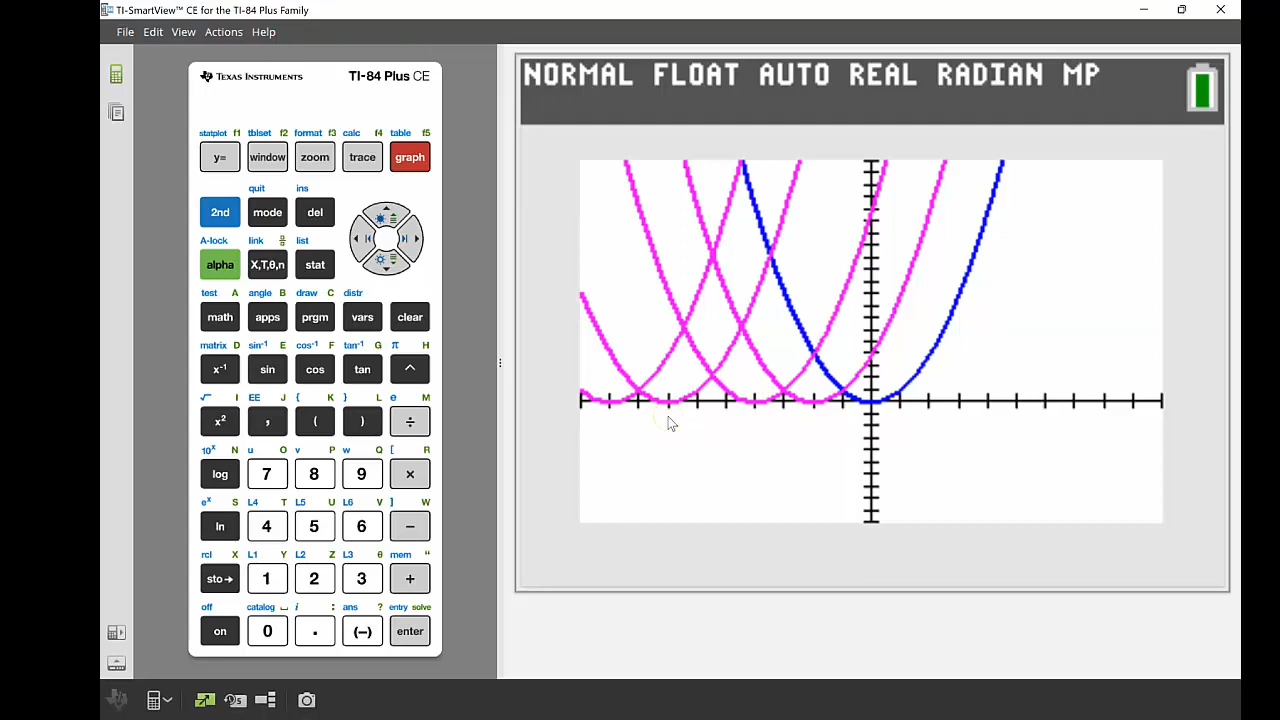 TI-SmartView™ CE for the TI-84 Plus Family
File Edit View Actions Help
TEXAS INSTRUMENTS TI-84 Plus CE
NORMAL FLOAT AUTO REAL RADIAN MP
statplot f1 tblset f2 format f3 calc f4 table f5
y= window zoom trace graph
quit ins
2nd mode del
A-lock link list
alpha X,T,θ,n stat
test A angle B draw C distr
math apps prgm vars clear
matrix D sin⁻¹ E cos⁻¹ F tan⁻¹ G π H
x⁻¹ sin cos tan ^
√ I EE J { K } L e M
x² , ( ) ÷
10ˣ N u O v P w Q [ R
log 7 8 9 ×
eˣ S L4 T L5 U L6 V ] W
ln 4 5 6 −
rcl X L1 Y L2 Z L3 θ mem "
sto→ 1 2 3 +
off catalog i : ans ? entry solve
on 0 . (−) enter